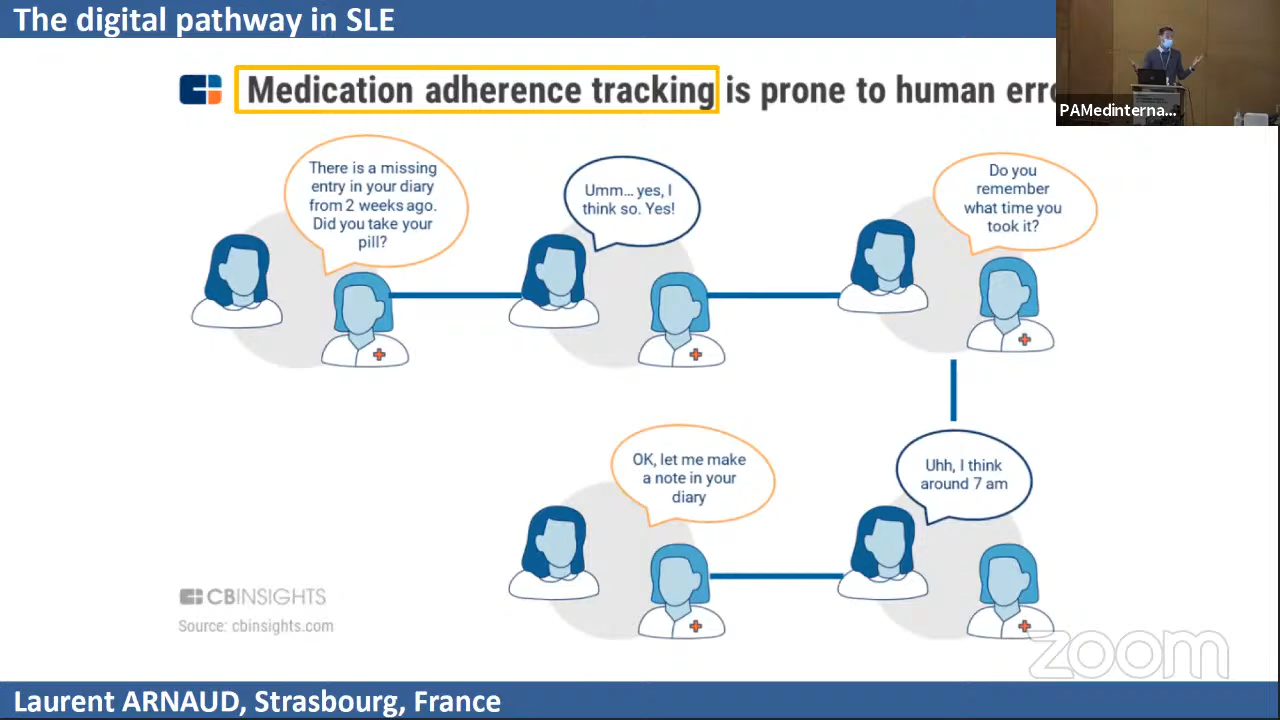 The digital pathway in SLE
Medication adherence tracking is prone to human erro
PAMedinterna...
There is a missing
entry in your diary
from 2 weeks ago.
Did you take your
pill?
Umm... yes, I
think so. Yes!
Do you
remember
what time you
took it?
OK, let me make
a note in your
diary
Uhh, I think
around 7 am
CBINSIGHTS
Source: cbinsights.com
zoom
Laurent ARNAUD, Strasbourg, France